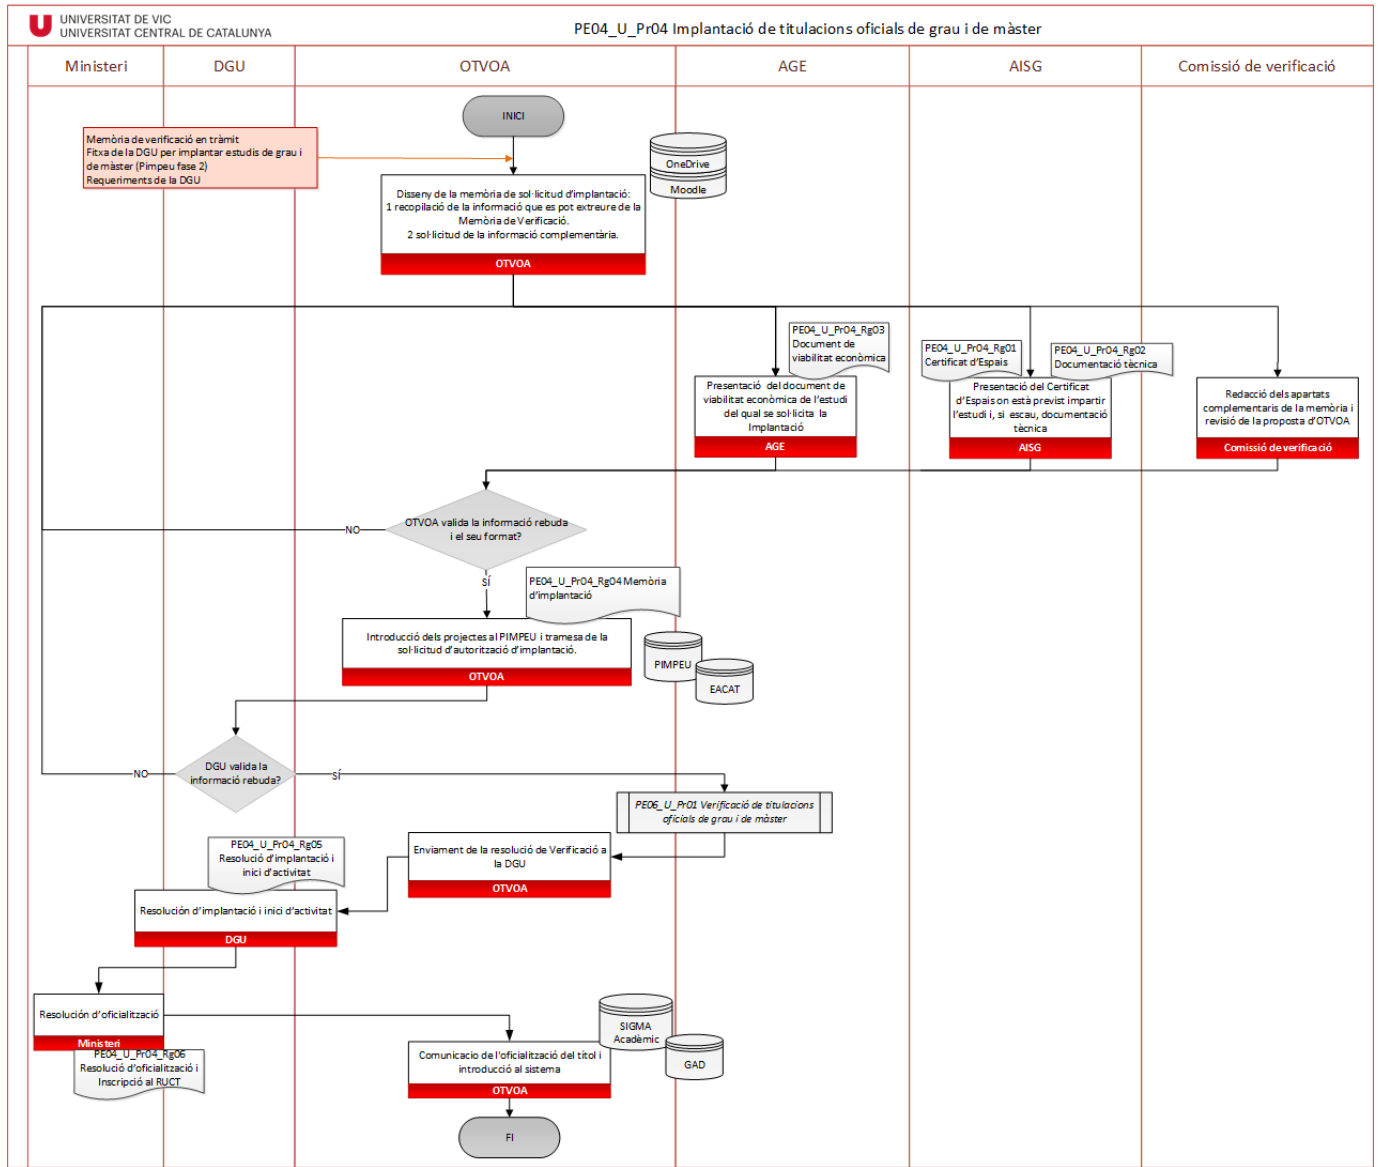 UNIVERSITAT DE VIC
UNIVERSITAT CENTRAL DE CATALUNYA
PE04_U_Pr04 Implantació de titulacions oficials de grau i de màster
Ministeri
DGU
OTVOA
AGE
AISG
Comissió de verificació
INICI
Memòria de verificació en tràmit
Fitxa de la DGU per implantar estudis de grau i
de màster (Pimpeu fase 2)
Requeriments de la DGU
OneDrive
Moodle
Disseny de la memòria de sol·licitud d'implantació:
1 recopilació de la informació que es pot extreure de la
Memòria de Verificació.
2 sol·licitud de la informació complementària.
OTVOA
PE04_U_Pr04_Rg03
Document de
viabilitat econòmica
PE04_U_Pr04_Rg01
Certificat d'Espais
PE04_U_Pr04_Rg02
Documentació tècnica
Presentació del document de
viabilitat econòmica de l'estudi
del qual se sol·licita la
Implantació
AGE
Presentació del Certificat
d'Espais on està previst impartir
l'estudi i, si escau, documentació
tècnica
AISG
Redacció dels apartats
complementaris de la memòria i
revisió de la proposta d'OTVOA
Comissió de verificació
OTVOA valida la informació rebuda
i el seu format?
NO
SÍ
PE04_U_Pr04_Rg04 Memòria
d'implantació
Introducció dels projectes al PIMPEU i tramesa de la
sol·licitud d'autorització d'implantació.
OTVOA
PIMPEU
EACAT
DGU valida la
informació rebuda?
NO
SÍ
PE06_U_Pr01 Verificació de titulacions
oficials de grau i de màster
PE04_U_Pr04_Rg05
Resolució d'implantació i
inici d'activitat
Enviament de la resolució de Verificació a
la DGU
OTVOA
Resolución d'implantació i inici d'activitat
DGU
Resolución d'oficialització
Ministeri
PE04_U_Pr04_Rg06
Resolució d'oficialització i
Inscripció al RUCT
SIGMA
Acadèmic
GAD
Comunicacio de l'oficialització del títol i
introducció al sistema
OTVOA
FI